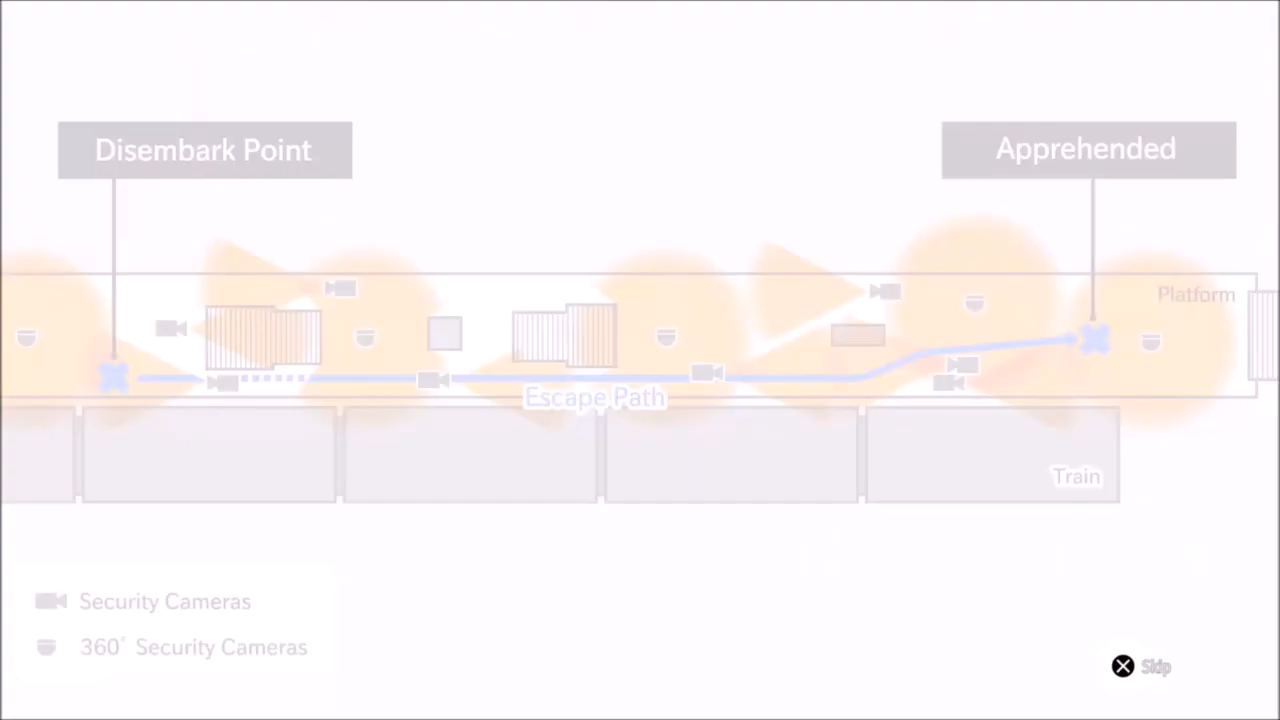 Disembark Point
Apprehended
Platform
Escape Path
Train
Security Cameras
360° Security Cameras
Skip